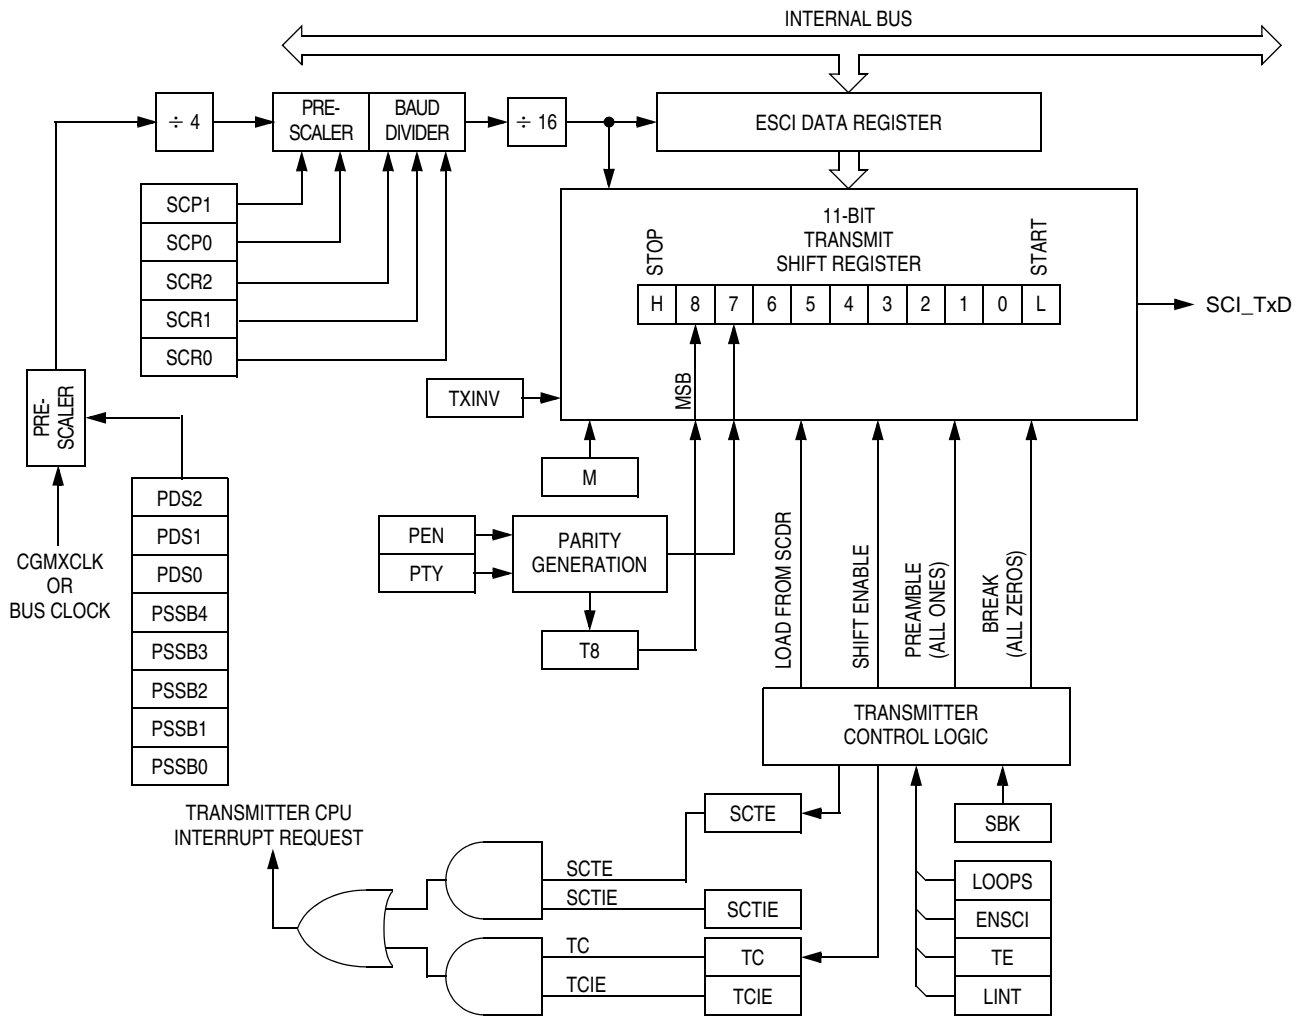 INTERNAL BUS
÷ 4
PRE-
SCALER
BAUD
DIVIDER
÷ 16
ESCI DATA REGISTER
SCP1
SCP0
SCR2
SCR1
SCR0
11-BIT
TRANSMIT
SHIFT REGISTER
STOP
START
H 8 7 6 5 4 3 2 1 0 L
SCI_TxD
PRE-
SCALER
TXINV
MSB
M
CGMXCLK
OR
BUS CLOCK
PDS2
PDS1
PDS0
PSSB4
PSSB3
PSSB2
PSSB1
PSSB0
PEN
PTY
PARITY
GENERATION
T8
LOAD FROM SCDR
SHIFT ENABLE
PREAMBLE
(ALL ONES)
BREAK
(ALL ZEROS)
TRANSMITTER
CONTROL LOGIC
TRANSMITTER CPU
INTERRUPT REQUEST
SCTE
SBK
SCTE
SCTIE
SCTIE
TC
TC
TCIE
TCIE
LOOPS
ENSCI
TE
LINT